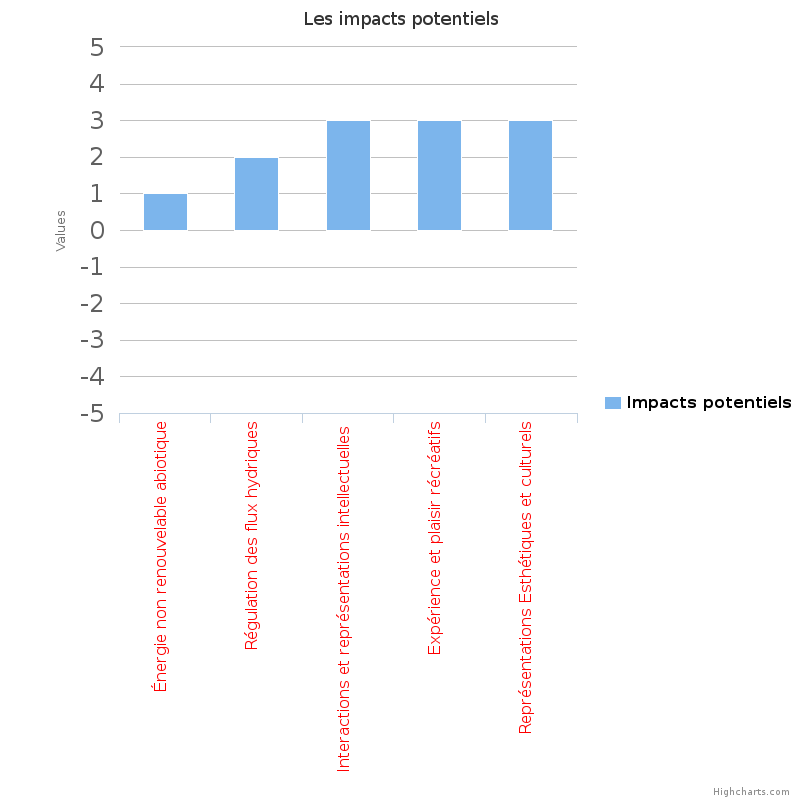 Les impacts potentiels
Values
5
4
3
2
1
0
-1
-2
-3
-4
-5
Énergie non renouvelable abiotique
Régulation des flux hydriques
Interactions et représentations intellectuelles
Expérience et plaisir récréatifs
Représentations Esthétiques et culturels
Impacts potentiels
Highcharts.com